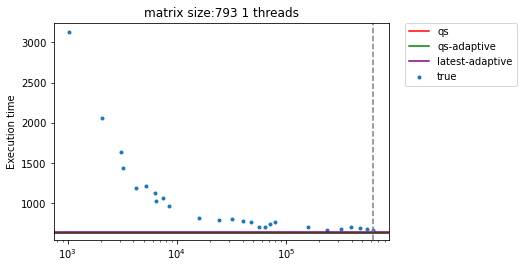 matrix size:793 1 threads
Execution time
3000
2500
2000
1500
1000
10³
10⁴
10⁵
qs
qs-adaptive
latest-adaptive
true